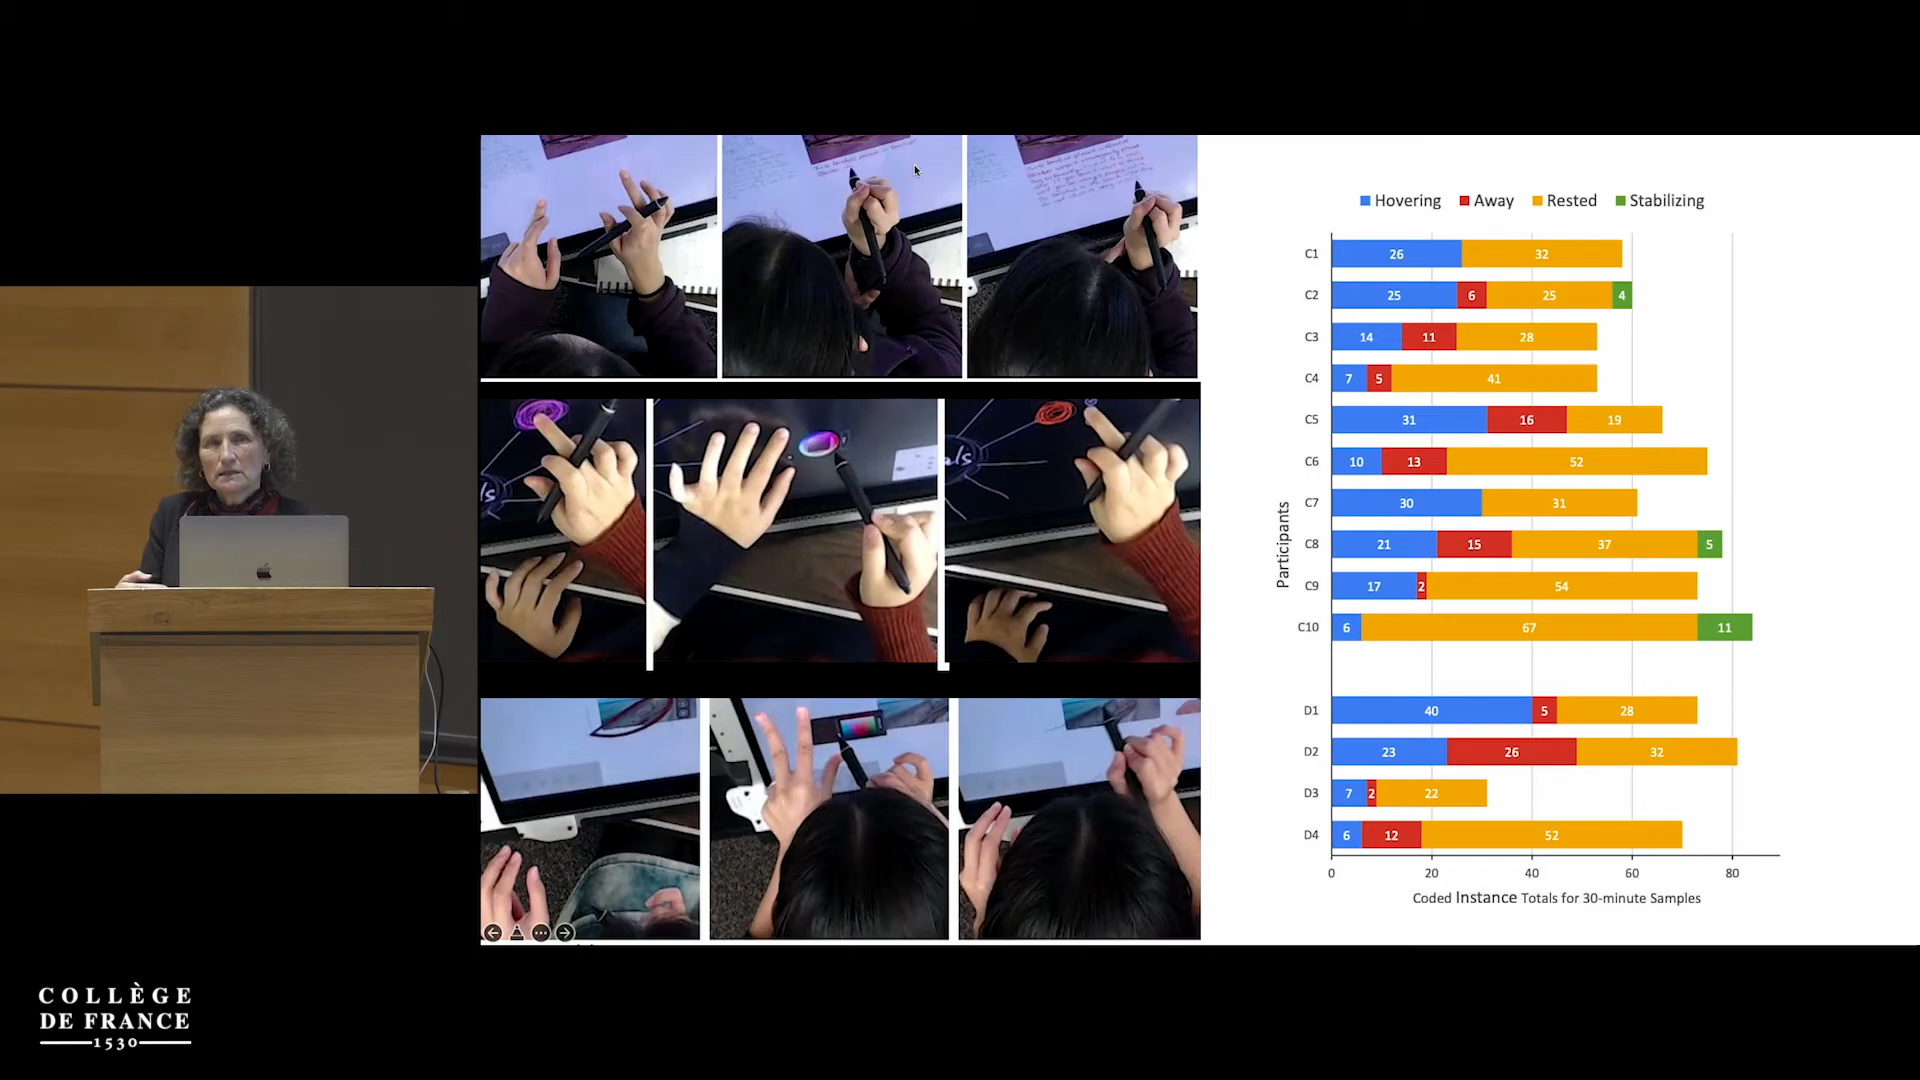 Hovering Away Rested Stabilizing
C1 26 32
C2 25 6 25 4
C3 14 11 28
C4 7 5 41
C5 31 16 19
C6 10 13 52
C7 30 31
C8 21 15 37 5
C9 17 2 54
C10 6 67 11
D1 40 5 28
D2 23 26 32
D3 7 2 22
D4 6 12 52
Participants
0 20 40 60 80
Coded Instance Totals for 30-minute Samples
COLLÈGE
DE FRANCE
1530